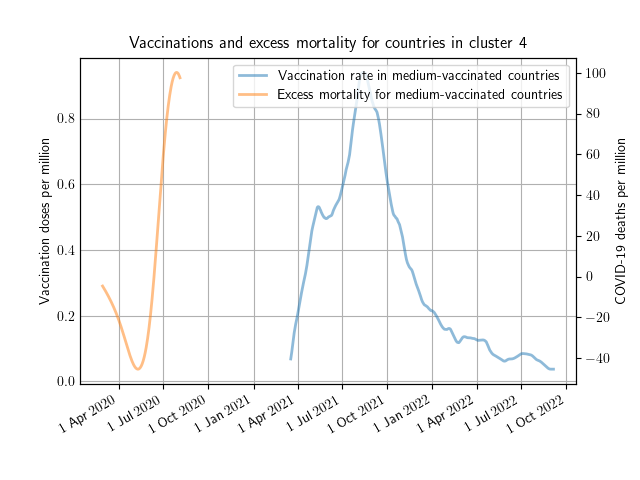 Vaccinations and excess mortality for countries in cluster 4
Vaccination rate in medium-vaccinated countries
Excess mortality for medium-vaccinated countries
Vaccination doses per million
0.8
0.6
0.4
0.2
0.0
100
80
60
40
20
0
−20
−40
COVID-19 deaths per million
1 Apr 2020
1 Jul 2020
1 Oct 2020
1 Jan 2021
1 Apr 2021
1 Jul 2021
1 Oct 2021
1 Jan 2022
1 Apr 2022
1 Jul 2022
1 Oct 2022